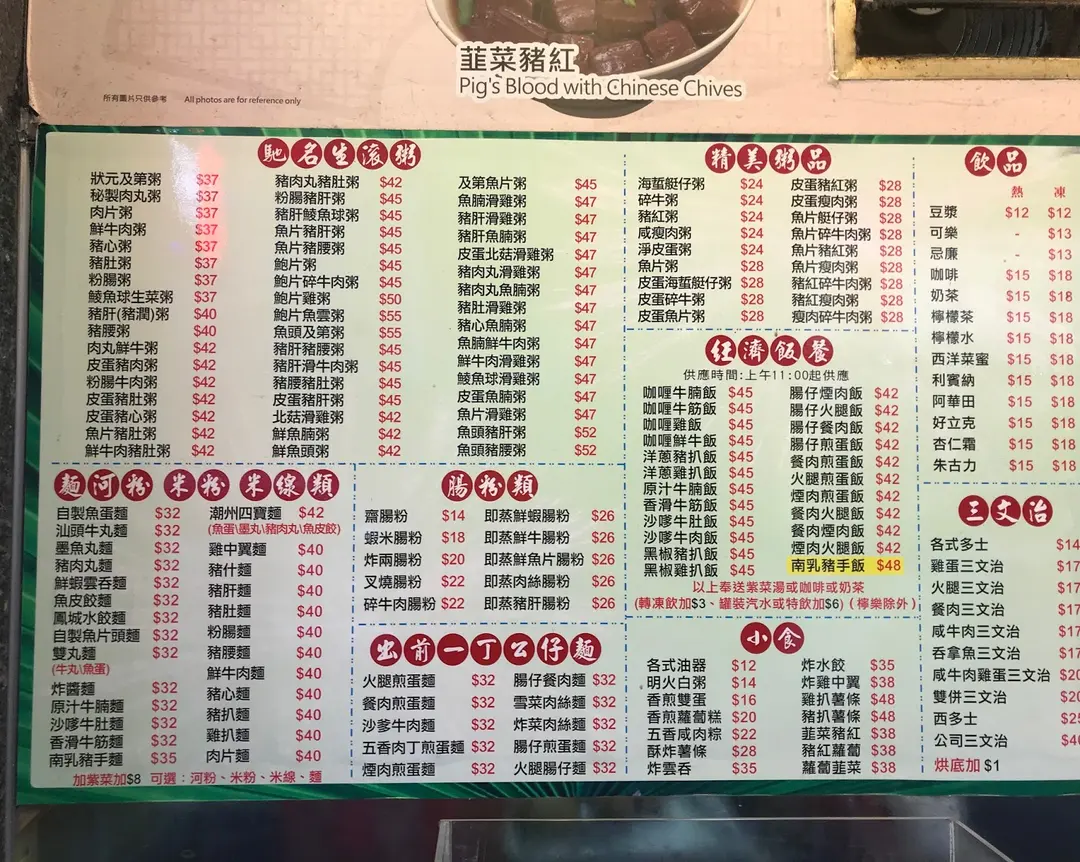 韮菜豬紅
Pig's Blood with Chinese Chives
所有圖片只供參考 All photos are for reference only
馳名生滾粥
狀元及第粥 $37
秘製肉丸粥 $37
肉片粥 $37
鮮牛肉粥 $37
豬心粥 $37
豬肚粥 $37
粉腸粥 $37
鯪魚球生菜粥 $37
豬肝(豬潤)粥 $40
豬腰粥 $40
肉丸鮮牛粥 $42
皮蛋豬肉粥 $42
粉腸牛肉粥 $42
皮蛋豬肚粥 $42
皮蛋豬心粥 $42
魚片豬肚粥 $42
鮮牛肉豬肚粥 $42
豬肉丸豬肚粥 $42
粉腸豬肝粥 $45
豬肝鯪魚球粥 $45
魚片豬肝粥 $45
魚片豬腰粥 $45
鮑片粥 $45
鮑片碎牛肉粥 $45
鮑片雞粥 $50
鮑片魚雲粥 $55
魚頭及第粥 $55
豬肝豬腰粥 $45
豬肝滑牛肉粥 $45
豬腰豬肚粥 $45
皮蛋豬肝粥 $45
北菇滑雞粥 $42
鮮魚腩粥 $42
鮮魚頭粥 $42
及第魚片粥 $45
魚腩滑雞粥 $47
豬肝滑雞粥 $47
豬肝魚腩粥 $47
皮蛋北菇滑雞粥 $47
豬肉丸滑雞粥 $47
豬肉丸魚腩粥 $47
豬肚滑雞粥 $47
豬心魚腩粥 $47
魚腩鮮牛肉粥 $47
鮮牛肉滑雞粥 $47
鯪魚球滑雞粥 $47
皮蛋魚腩粥 $47
魚片滑雞粥 $47
魚頭豬肝粥 $52
魚頭豬腰粥 $52
精美粥品
海蜇艇仔粥 $24
碎牛粥 $24
豬紅粥 $24
咸瘦肉粥 $24
淨皮蛋粥 $24
魚片粥 $28
皮蛋海蜇艇仔粥 $28
皮蛋碎牛粥 $28
皮蛋魚片粥 $28
皮蛋豬紅粥 $28
皮蛋瘦肉粥 $28
魚片艇仔粥 $28
魚片碎牛肉粥 $28
魚片豬紅粥 $28
魚片瘦肉粥 $28
豬紅碎牛肉粥 $28
豬紅瘦肉粥 $28
瘦肉碎牛肉粥 $28
飲品
熱 凍
豆漿 $12 $12
可樂 - $13
忌廉 - $13
咖啡 $15 $18
奶茶 $15 $18
檸檬茶 $15 $18
檸檬水 $15 $18
西洋菜蜜 $15 $18
利賓納 $15 $18
阿華田 $15 $18
好立克 $15 $18
杏仁霜 $15 $18
朱古力 $15 $18
任濟飯餐
供應時間:上午11:00起供應
咖喱牛腩飯 $45
咖喱牛筋飯 $45
咖喱雞飯 $45
咖喱鮮牛飯 $45
洋蔥豬扒飯 $45
洋蔥雞扒飯 $45
原汁牛腩飯 $45
香滑牛筋飯 $45
沙嗲牛肚飯 $45
沙嗲牛肉飯 $45
黑椒豬扒飯 $45
黑椒雞扒飯 $45
腸仔煙肉飯 $42
腸仔火腿飯 $42
腸仔餐肉飯 $42
腸仔煎蛋飯 $42
餐肉煎蛋飯 $42
火腿煎蛋飯 $42
煙肉煎蛋飯 $42
餐肉火腿飯 $42
餐肉煙肉飯 $42
煙肉火腿飯 $42
南乳豬手飯 $48
以上奉送紫菜湯或咖啡或奶茶
(轉凍飲加$3、罐裝汽水或特飲加$6)(檸樂除外)
麵河粉 米粉 米線類
自製魚蛋麵 $32
汕頭牛丸麵 $32
墨魚丸麵 $32
豬肉丸麵 $32
鮮蝦雲吞麵 $32
魚皮餃麵 $32
鳳城水餃麵 $32
自製魚片頭麵 $32
雙丸麵 $32
(牛丸\魚蛋)
炸醬麵 $32
原汁牛腩麵 $32
沙嗲牛肚麵 $32
香滑牛筋麵 $32
南乳豬手麵 $35
潮州四寶麵 $42
(魚蛋\墨丸\豬肉丸\魚皮餃)
雞中翼麵 $40
豬什麵 $40
豬肝麵 $40
豬肚麵 $40
粉腸麵 $40
豬腰麵 $40
鮮牛肉麵 $40
豬心麵 $40
豬扒麵 $40
雞扒麵 $40
肉片麵 $40
加紫菜加$8 可選：河粉、米粉、米線、麵
腸粉類
齋腸粉 $14
蝦米腸粉 $18
炸兩腸粉 $20
叉燒腸粉 $22
碎牛肉腸粉 $22
即蒸鮮蝦腸粉 $26
即蒸鮮牛腸粉 $26
即蒸鮮魚片腸粉 $26
即蒸肉絲腸粉 $26
即蒸豬肝腸粉 $26
出前一丁公仔麵
火腿煎蛋麵 $32
餐肉煎蛋麵 $32
沙爹牛肉麵 $32
五香肉丁煎蛋麵 $32
煙肉煎蛋麵 $32
腸仔餐肉麵 $32
雪菜肉絲麵 $32
炸菜肉絲麵 $32
腸仔煎蛋麵 $32
火腿腸仔麵 $32
小食
各式油器 $12
明火白粥 $14
香煎雙蛋 $16
香煎蘿蔔糕 $20
五香咸肉粽 $22
酥炸薯條 $28
炸雲吞 $35
炸水餃 $35
炸雞中翼 $38
雞扒薯條 $48
豬扒薯條 $48
韮菜豬紅 $38
豬紅蘿蔔 $38
蘿蔔韮菜 $38
三文治
各式多士 $14
雞蛋三文治 $17
火腿三文治 $17
餐肉三文治 $17
咸牛肉三文治 $17
吞拿魚三文治 $17
咸牛肉雞蛋三文治 $20
雙併三文治 $20
西多士
公司三文治
烘底加 $1